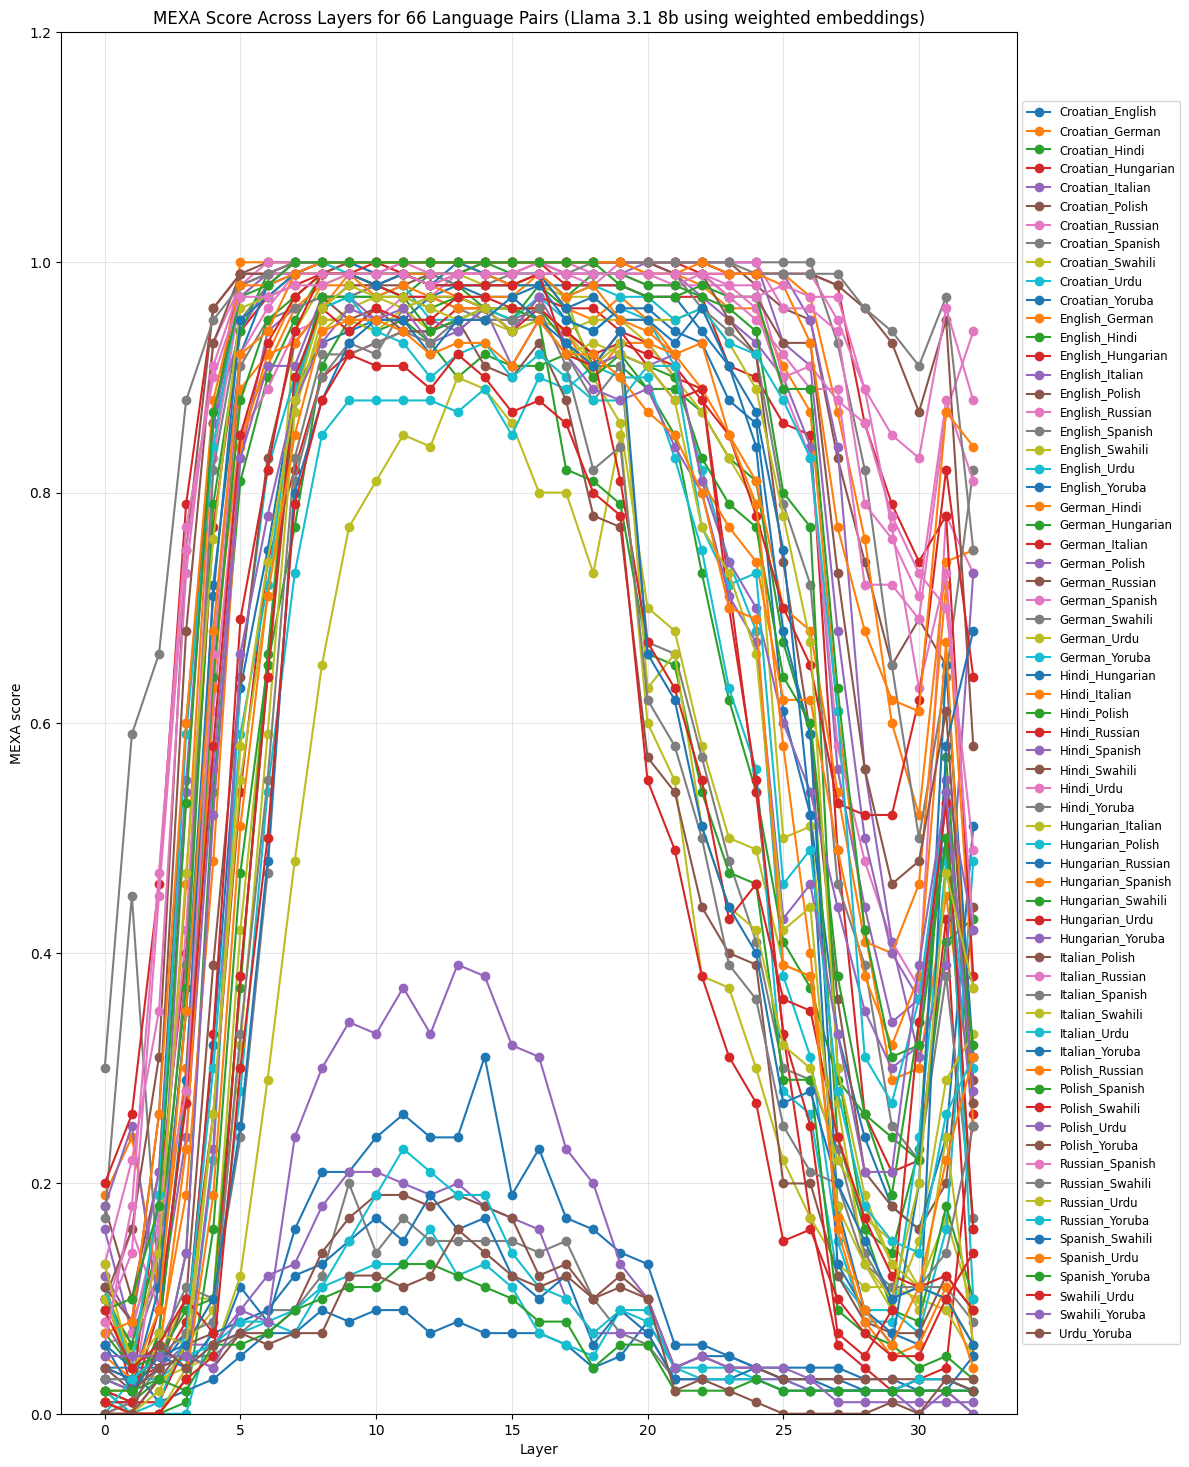 MEXA Score Across Layers for 66 Language Pairs (Llama 3.1 8b using weighted embeddings)
1.2
1.0
0.8
0.6
0.4
0.2
0.0
MEXA score
0 5 10 15 20 25 30
Layer
Croatian_English
Croatian_German
Croatian_Hindi
Croatian_Hungarian
Croatian_Italian
Croatian_Polish
Croatian_Russian
Croatian_Spanish
Croatian_Swahili
Croatian_Urdu
Croatian_Yoruba
English_German
English_Hindi
English_Hungarian
English_Italian
English_Polish
English_Russian
English_Spanish
English_Swahili
English_Urdu
English_Yoruba
German_Hindi
German_Hungarian
German_Italian
German_Polish
German_Russian
German_Spanish
German_Swahili
German_Urdu
German_Yoruba
Hindi_Hungarian
Hindi_Italian
Hindi_Polish
Hindi_Russian
Hindi_Spanish
Hindi_Swahili
Hindi_Urdu
Hindi_Yoruba
Hungarian_Italian
Hungarian_Polish
Hungarian_Russian
Hungarian_Spanish
Hungarian_Swahili
Hungarian_Urdu
Hungarian_Yoruba
Italian_Polish
Italian_Russian
Italian_Spanish
Italian_Swahili
Italian_Urdu
Italian_Yoruba
Polish_Russian
Polish_Spanish
Polish_Swahili
Polish_Urdu
Polish_Yoruba
Russian_Spanish
Russian_Swahili
Russian_Urdu
Russian_Yoruba
Spanish_Swahili
Spanish_Urdu
Spanish_Yoruba
Swahili_Urdu
Swahili_Yoruba
Urdu_Yoruba